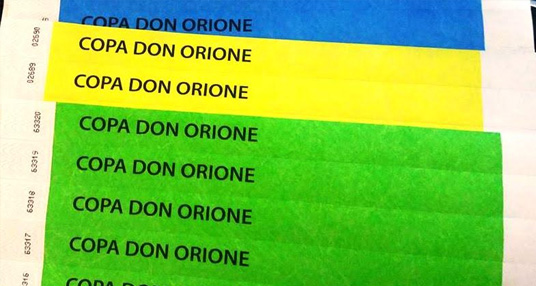 COPA DON ORIONE
02690 COPA DON ORIONE
02689 COPA DON ORIONE
63320 COPA DON ORIONE
63319 COPA DON ORIONE
63318 COPA DON ORIONE
63317 COPA DON ORIONE